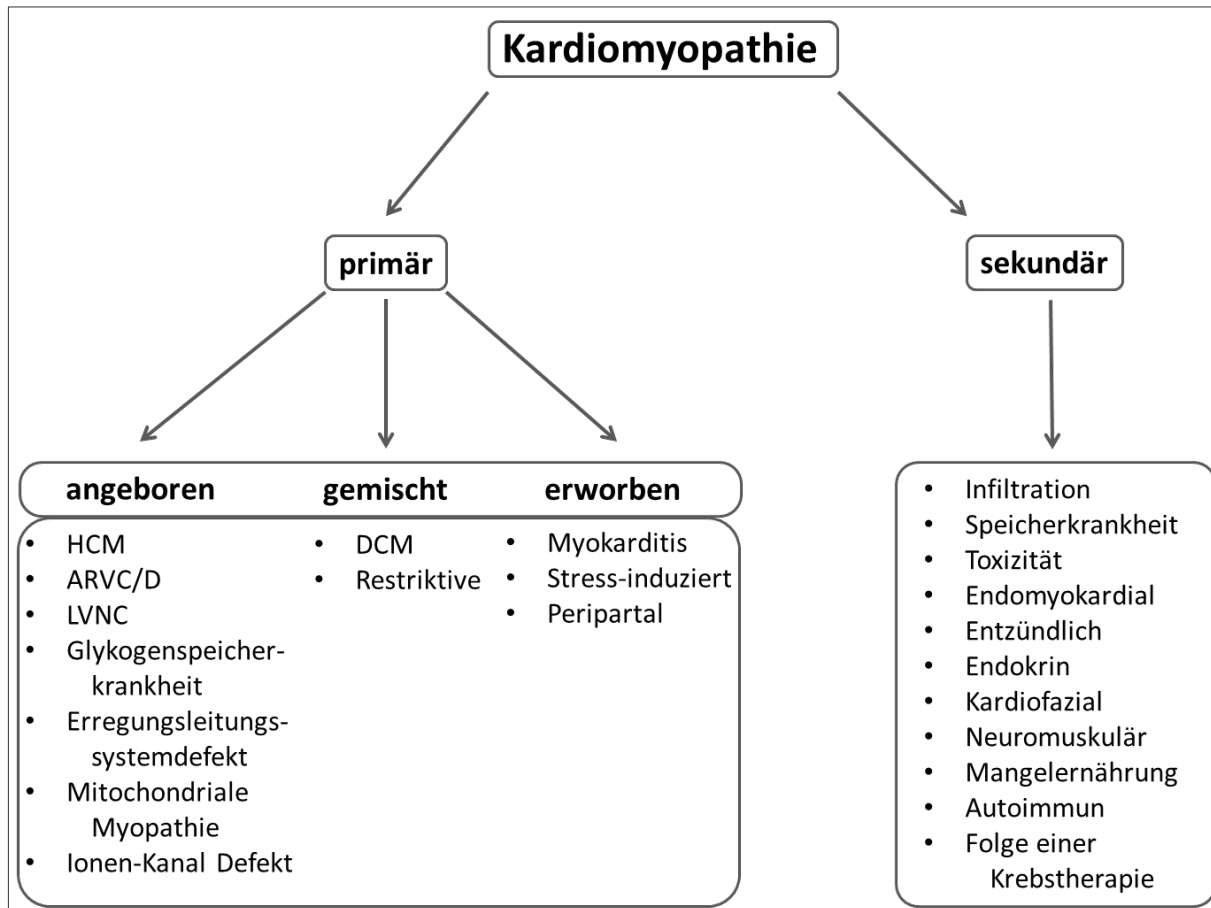 Kardiomyopathie
primär
sekundär
angeboren
gemischt
erworben
• HCM
• ARVC/D
• LVNC
• Glykogenspeicher-
krankheit
• Erregungsleitungs-
systemdefekt
• Mitochondriale
Myopathie
• Ionen-Kanal Defekt
• DCM
• Restriktive
• Myokarditis
• Stress-induziert
• Peripartal
• Infiltration
• Speicherkrankheit
• Toxizität
• Endomyokardial
• Entzündlich
• Endokrin
• Kardiofazial
• Neuromuskulär
• Mangelernährung
• Autoimmun
• Folge einer
Krebstherapie